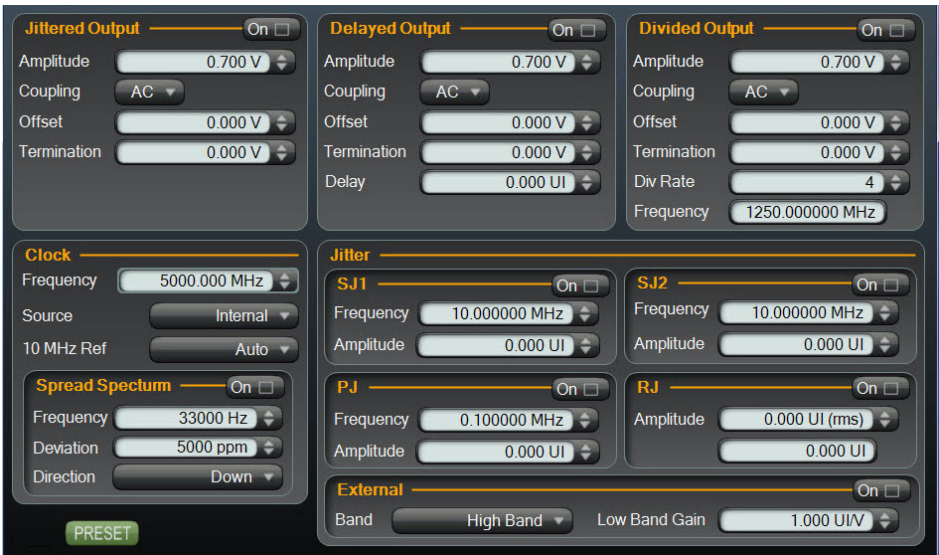 Jittered Output On
Amplitude 0.700 V
Coupling AC
Offset 0.000 V
Termination 0.000 V
Delayed Output On
Amplitude 0.700 V
Coupling AC
Offset 0.000 V
Termination 0.000 V
Delay 0.000 UI
Divided Output On
Amplitude 0.700 V
Coupling AC
Offset 0.000 V
Termination 0.000 V
Div Rate 4
Frequency 1250.000000 MHz
Clock
Frequency 5000.000 MHz
Source Internal
10 MHz Ref Auto
Spread Specturm On
Frequency 33000 Hz
Deviation 5000 ppm
Direction Down
PRESET
Jitter
SJ1 On
Frequency 10.000000 MHz
Amplitude 0.000 UI
SJ2 On
Frequency 10.000000 MHz
Amplitude 0.000 UI
PJ On
Frequency 0.100000 MHz
Amplitude 0.000 UI
RJ On
Amplitude 0.000 UI (rms)
0.000 UI
External On
Band High Band Low Band Gain 1.000 UI/V